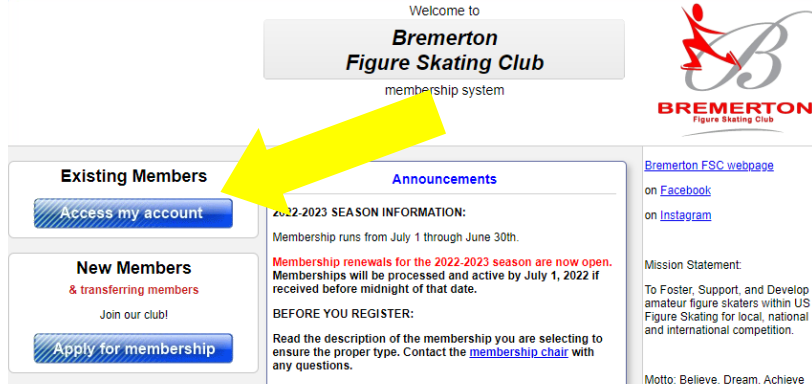 Welcome to
Bremerton
Figure Skating Club
membership system
B
BREMERTON
Figure Skating Club
Existing Members
Access my account
New Members
& transferring members
Join our club!
Apply for membership
Announcements
2022-2023 SEASON INFORMATION:
Membership runs from July 1 through June 30th.
Membership renewals for the 2022-2023 season are now open.
Memberships will be processed and active by July 1, 2022 if
received before midnight of that date.
BEFORE YOU REGISTER:
Read the description of the membership you are selecting to
ensure the proper type. Contact the membership chair with
any questions.
Bremerton FSC webpage
on Facebook
on Instagram
Mission Statement:
To Foster, Support, and Develop
amateur figure skaters within US
Figure Skating for local, national
and international competition.
Motto: Believe, Dream, Achieve